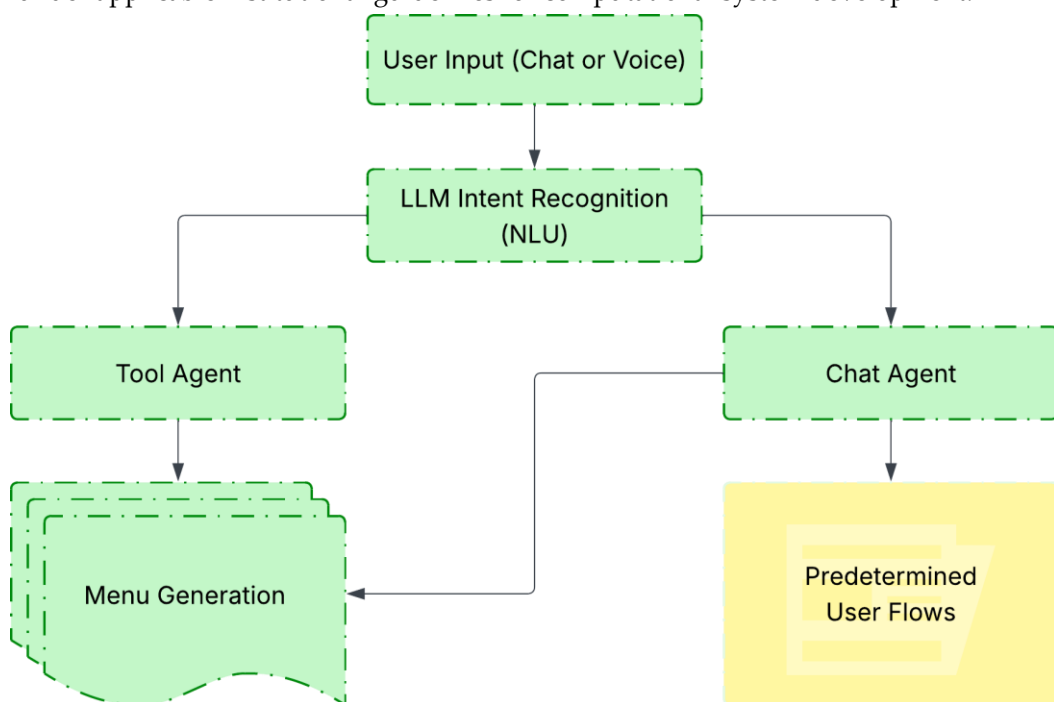 User Input (Chat or Voice)
LLM Intent Recognition
(NLU)
Tool Agent
Chat Agent
Menu Generation
Predetermined
User Flows